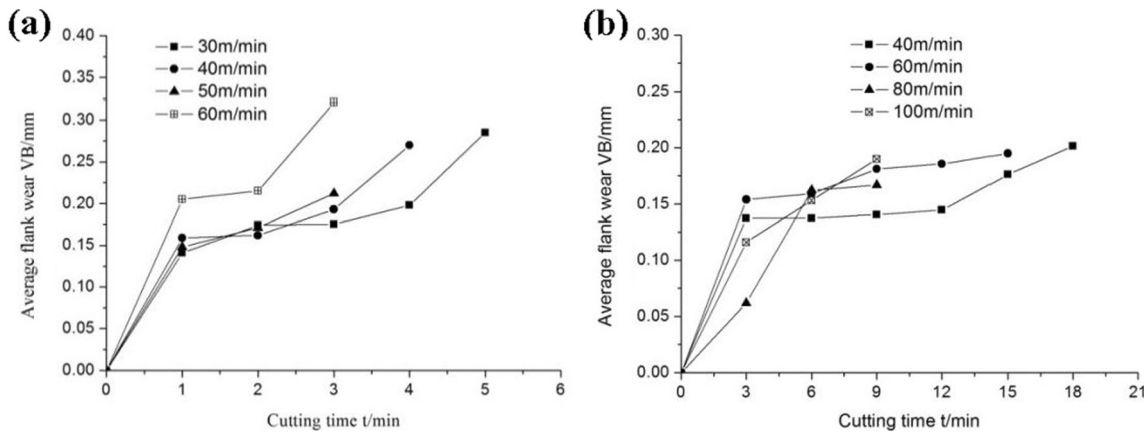 (a)
30m/min
40m/min
50m/min
60m/min
Average flank wear VB/mm
0.40
0.35
0.30
0.25
0.20
0.15
0.10
0.05
0.00
0 1 2 3 4 5 6
Cutting time t/min
(b)
40m/min
60m/min
80m/min
100m/min
Average flank wear VB/mm
0.30
0.25
0.20
0.15
0.10
0.05
0.00
0 3 6 9 12 15 18 21
Cutting time t/min